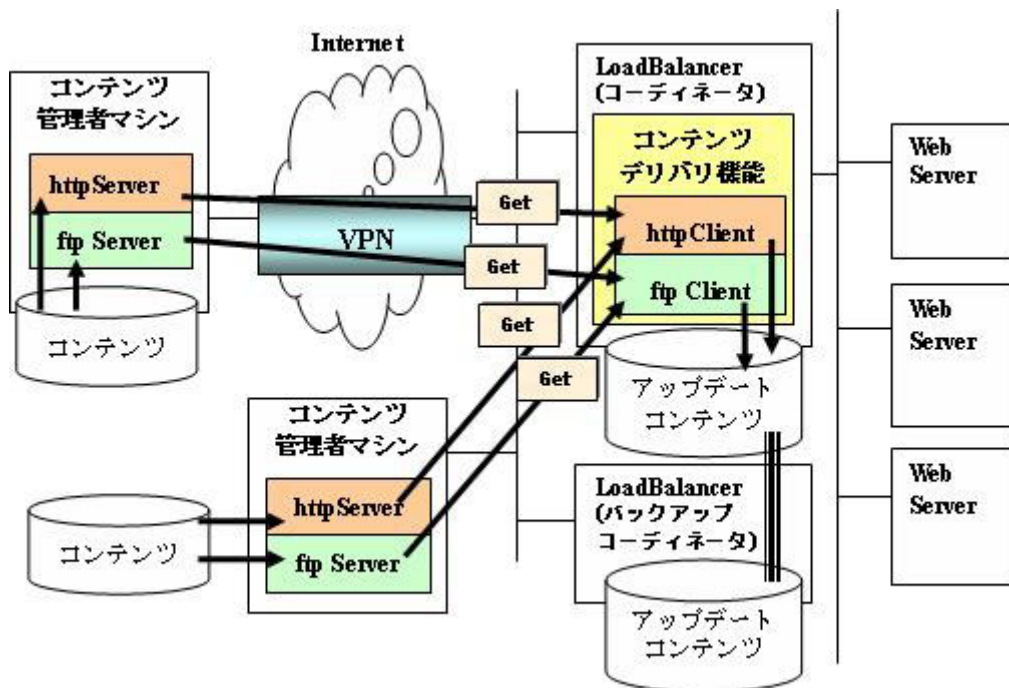 Internet
コンテンツ
管理者マシン
httpServer
ftp Server
コンテンツ
VPN
Get
Get
Get
Get
LoadBalancer
(コーディネータ)
コンテンツ
デリバリ機能
httpClient
ftp Client
アップデート
コンテンツ
Web
Server
Web
Server
Web
Server
コンテンツ
管理者マシン
httpServer
ftp Server
コンテンツ
LoadBalancer
(バックアップ
コーディネータ)
アップデート
コンテンツ